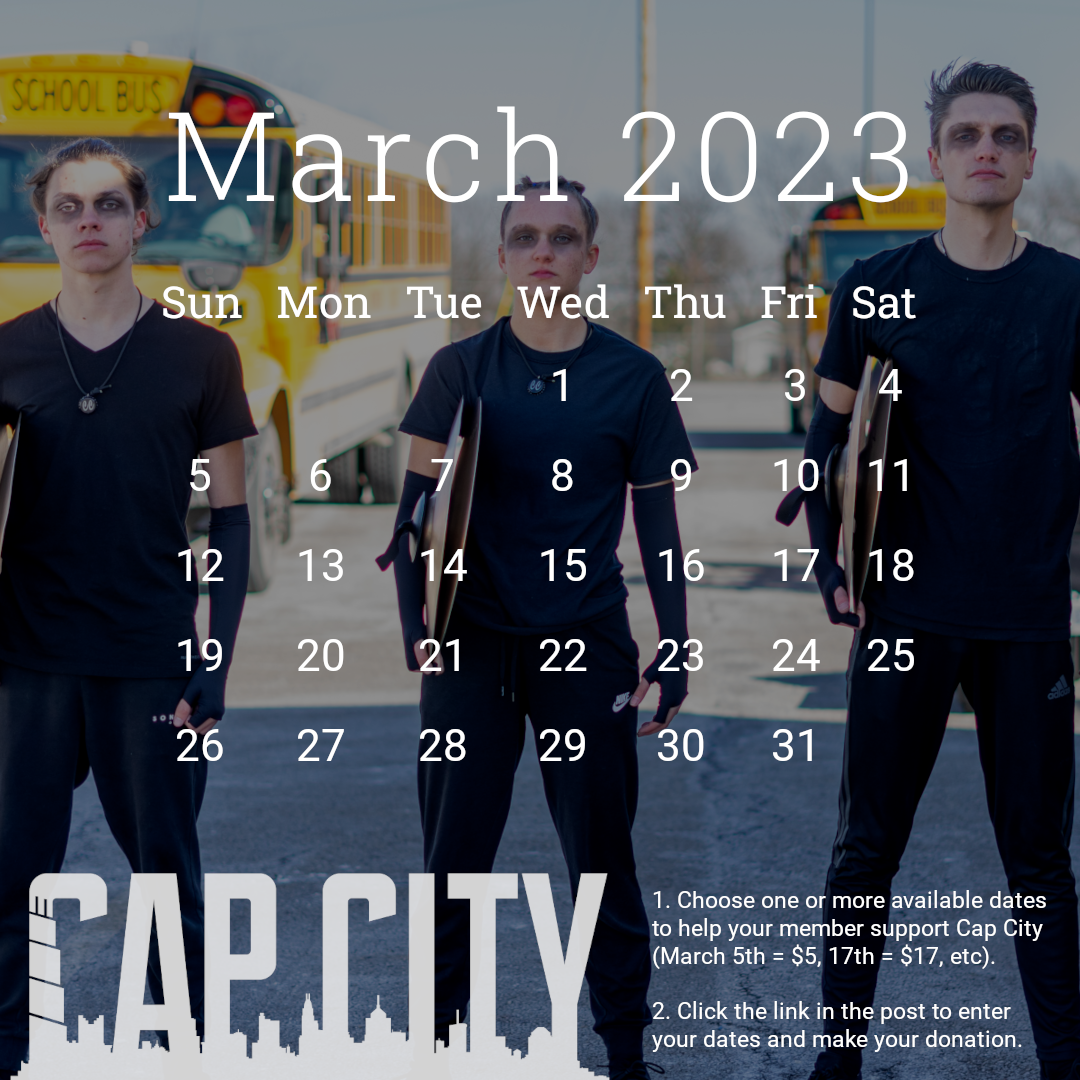 SCHOOL BUS
March 2023
Sun Mon Tue Wed Thu Fri Sat
1 2 3 4
5 6 7 8 9 10 11
12 13 14 15 16 17 18
19 20 21 22 23 24 25
26 27 28 29 30 31
CAP CITY
1. Choose one or more available dates
to help your member support Cap City
(March 5th = $5, 17th = $17, etc).
2. Click the link in the post to enter
your dates and make your donation.